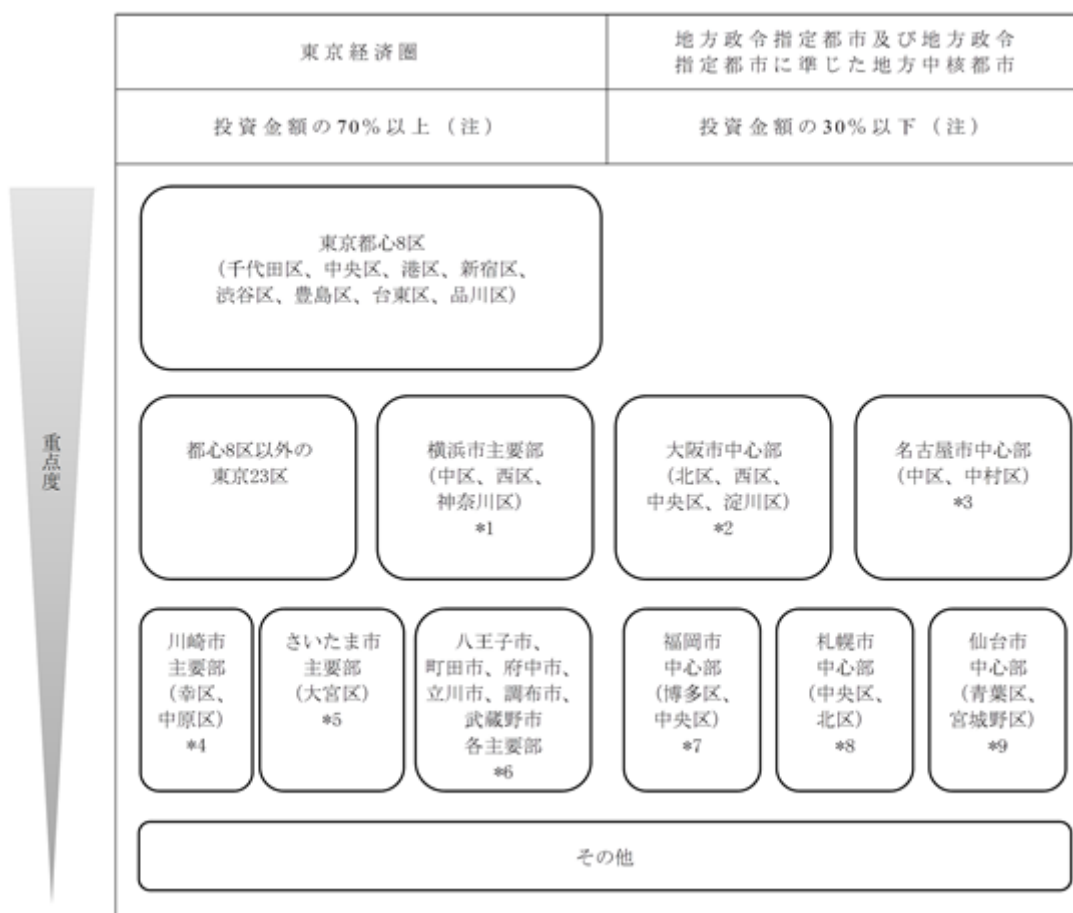 東京経済圏
地方政令指定都市及び地方政令
指定都市に準じた地方中核都市
投資金額の70%以上（注）
投資金額の30%以下（注）
重点度
東京都心8区
（千代田区、中央区、港区、新宿区、
渋谷区、豊島区、台東区、品川区）
都心8区以外の
東京23区
横浜市主要部
（中区、西区、
神奈川区）
*1
大阪市中心部
（北区、西区、
中央区、淀川区）
*2
名古屋市中心部
（中区、中村区）
*3
川崎市
主要部
（幸区、
中原区）
*4
さいたま市
主要部
（大宮区）
*5
八王子市、
町田市、府中市、
立川市、調布市、
武蔵野市
各主要部
*6
福岡市
中心部
（博多区、
中央区）
*7
札幌市
中心部
（中央区、
北区）
*8
仙台市
中心部
（青葉区、
宮城野区）
*9
その他